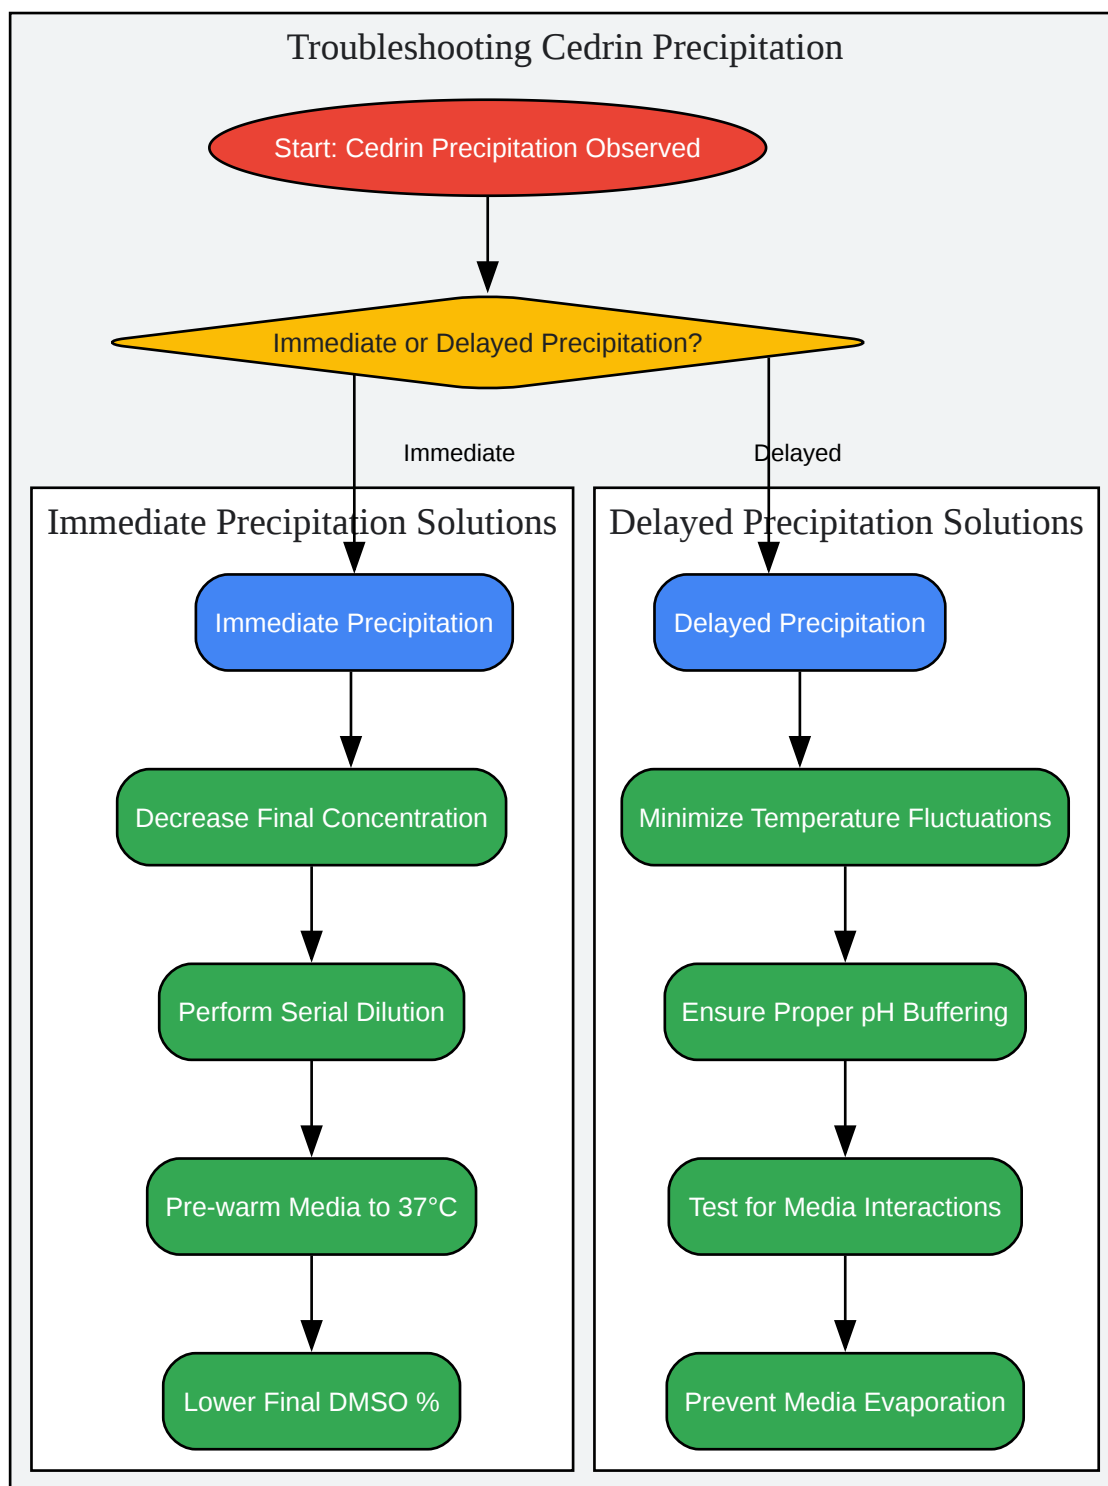 Troubleshooting Cedrin Precipitation
Start: Cedrin Precipitation Observed
Immediate or Delayed Precipitation?
Immediate
Delayed
Immediate Precipitation Solutions
Immediate Precipitation
Decrease Final Concentration
Perform Serial Dilution
Pre-warm Media to 37°C
Lower Final DMSO %
Delayed Precipitation Solutions
Delayed Precipitation
Minimize Temperature Fluctuations
Ensure Proper pH Buffering
Test for Media Interactions
Prevent Media Evaporation